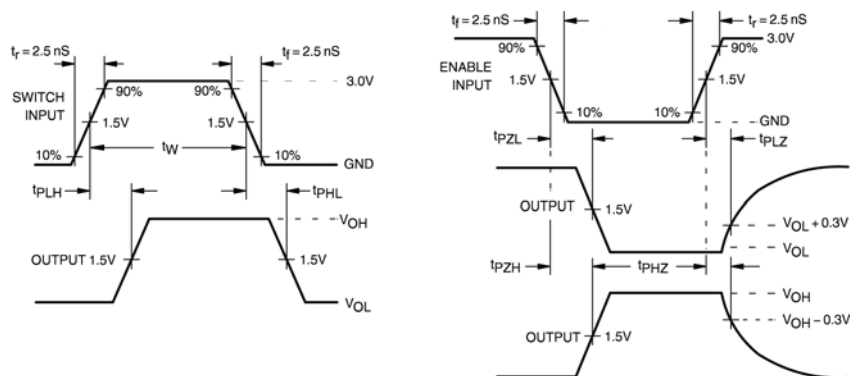 tr = 2.5 nS
tf = 2.5 nS
90%
90%
3.0V
SWITCH
INPUT
1.5V
1.5V
10%
tW
10%
GND
tPLH
tPHL
VOH
OUTPUT 1.5V
1.5V
VOL
tf = 2.5 nS
tr = 2.5 nS
3.0V
90%
90%
ENABLE
INPUT
1.5V
1.5V
10%
10%
GND
tPZL
tPLZ
OUTPUT
1.5V
VOL + 0.3V
VOL
tPZH
tPHZ
VOH
VOH – 0.3V
OUTPUT
1.5V